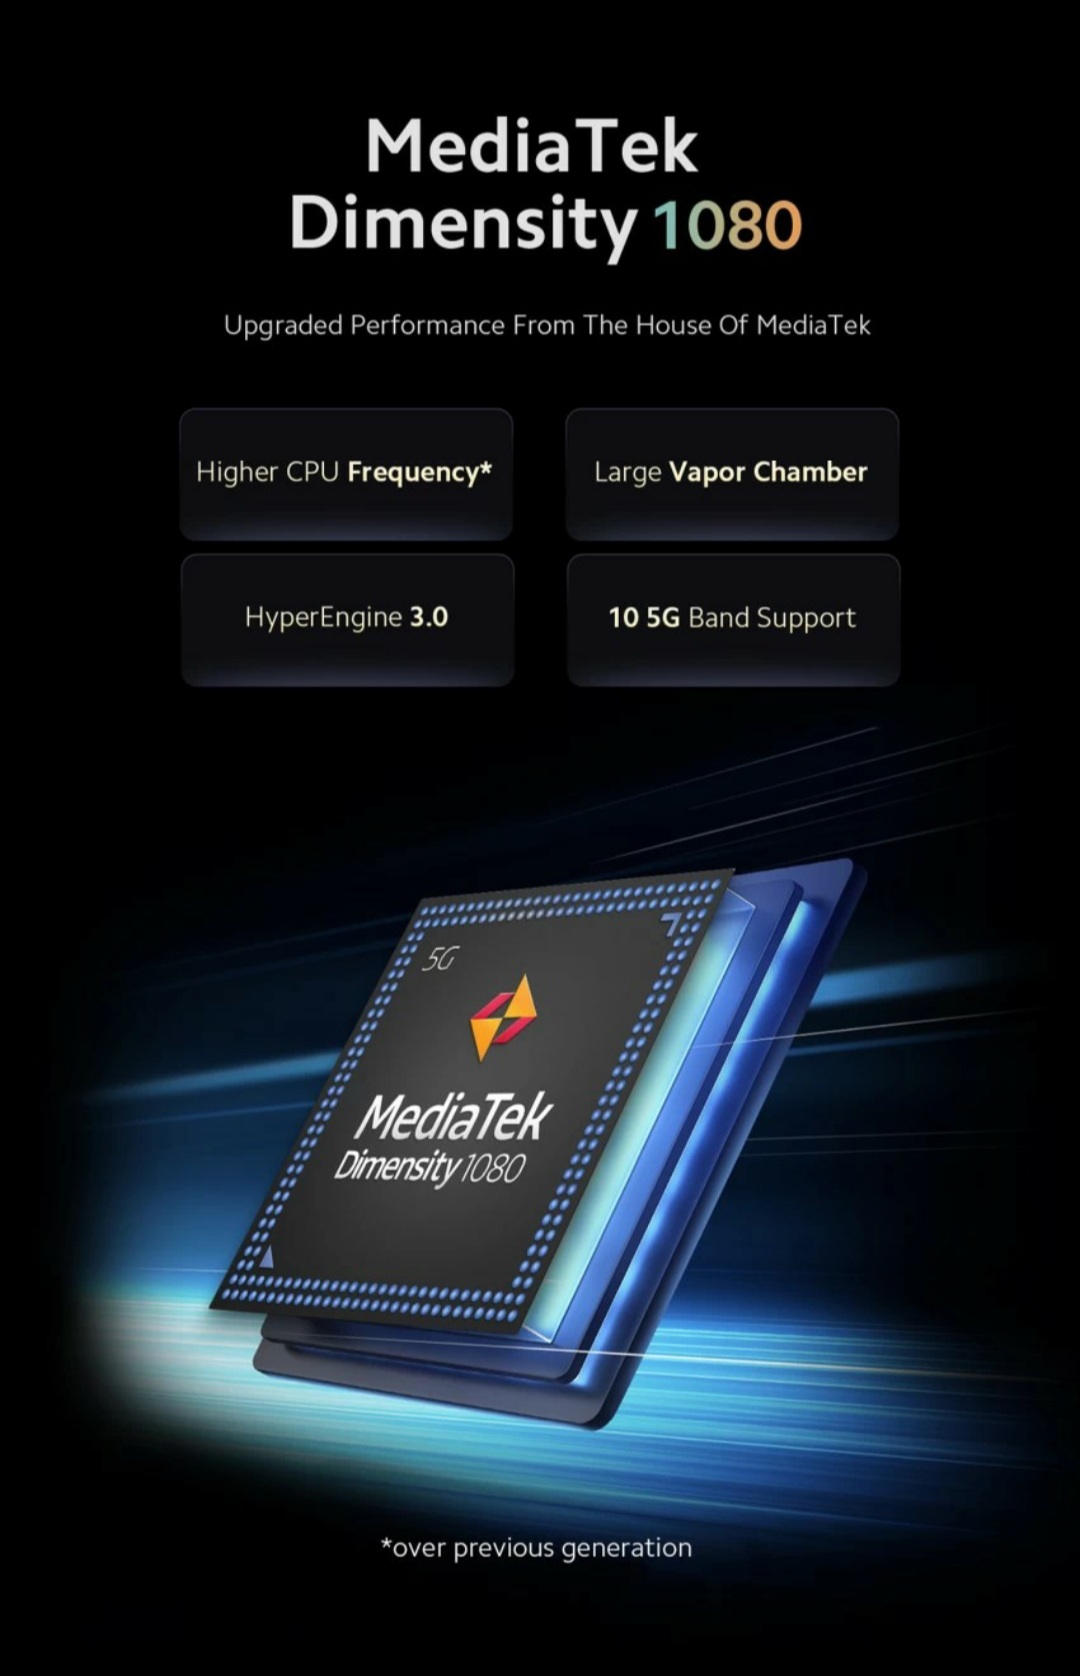 MediaTek
Dimensity 1080
Upgraded Performance From The House Of MediaTek
Higher CPU Frequency*
Large Vapor Chamber
HyperEngine 3.0
10 5G Band Support
5G
MediaTek
Dimensity 1080
*over previous generation